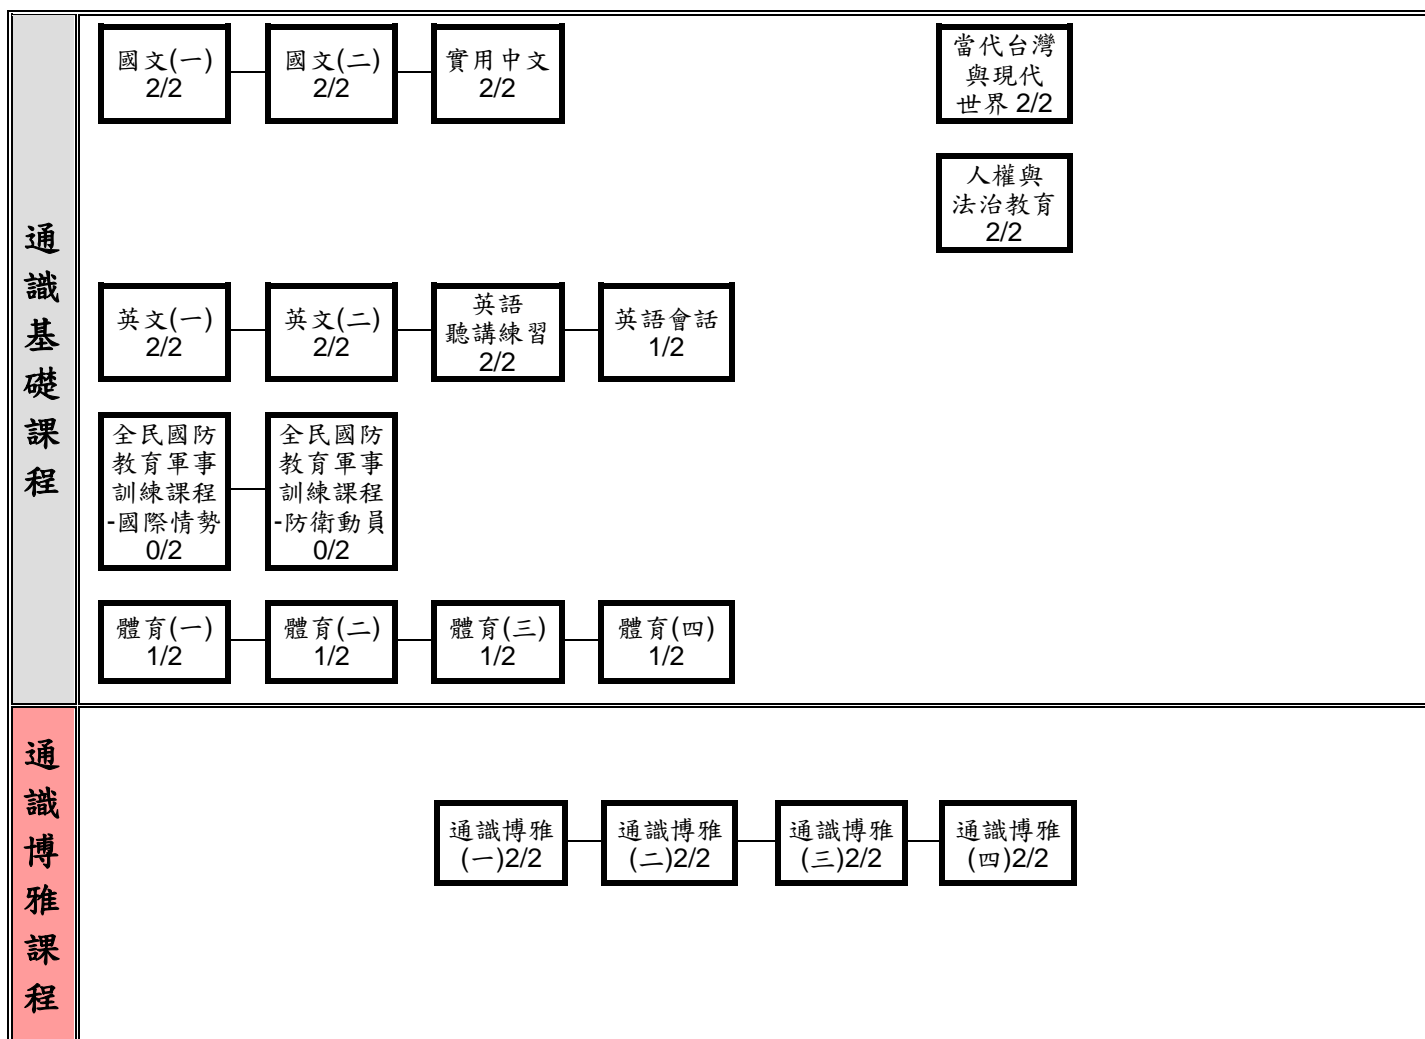 通識基礎課程
國文(一)
2/2
國文(二)
2/2
實用中文
2/2
當代台灣
與現代
世界 2/2
人權與
法治教育
2/2
英文(一)
2/2
英文(二)
2/2
英語
聽講練習
2/2
英語會話
1/2
全民國防
教育軍事
訓練課程
-國際情勢
0/2
全民國防
教育軍事
訓練課程
-防衛動員
0/2
體育(一)
1/2
體育(二)
1/2
體育(三)
1/2
體育(四)
1/2
通識博雅課程
通識博雅
(一)2/2
通識博雅
(二)2/2
通識博雅
(三)2/2
通識博雅
(四)2/2